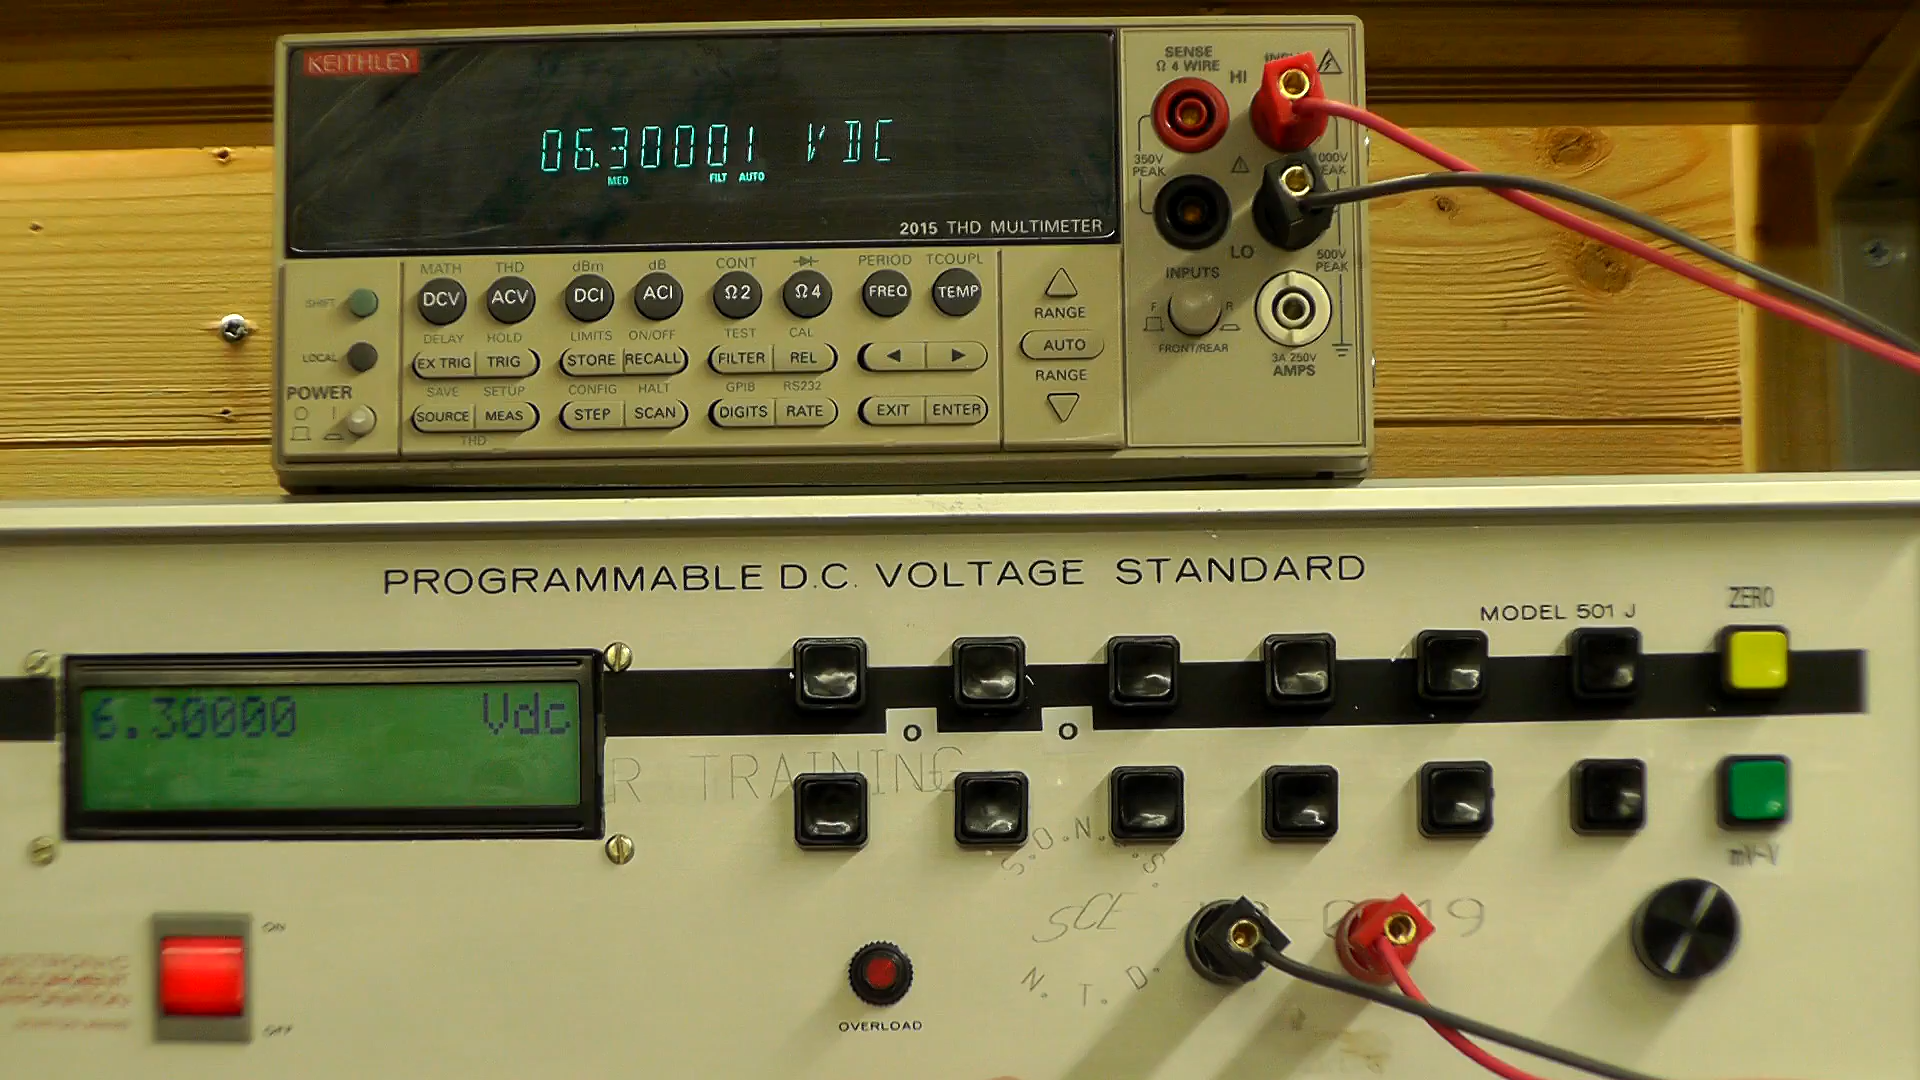 KEITHLEY
06.30001 VDC
MED FILT AUTO
2015 THD MULTIMETER
SENSE
Ω 4 WIRE
HI
350V
PEAK
LO
INPUTS
500V
PEAK
F R
FRONT/REAR
3A 250V
AMPS
MATH THD dBm dB CONT PERIOD TCOUPL
SHIFT DCV ACV DCI ACI Ω2 Ω4 FREQ TEMP
DELAY HOLD LIMITS ON/OFF TEST CAL
LOCAL EX TRIG TRIG STORE RECALL FILTER REL
POWER
SAVE SETUP CONFIG HALT GPIB RS232
SOURCE MEAS STEP SCAN DIGITS RATE EXIT ENTER
THD
RANGE
AUTO
RANGE
PROGRAMMABLE D.C. VOLTAGE STANDARD
MODEL 501 J
ZERO
6.30000 Vdc
O O
R TRAINING
mV-V
SCE
N. T. D.
ON
OFF
OVERLOAD